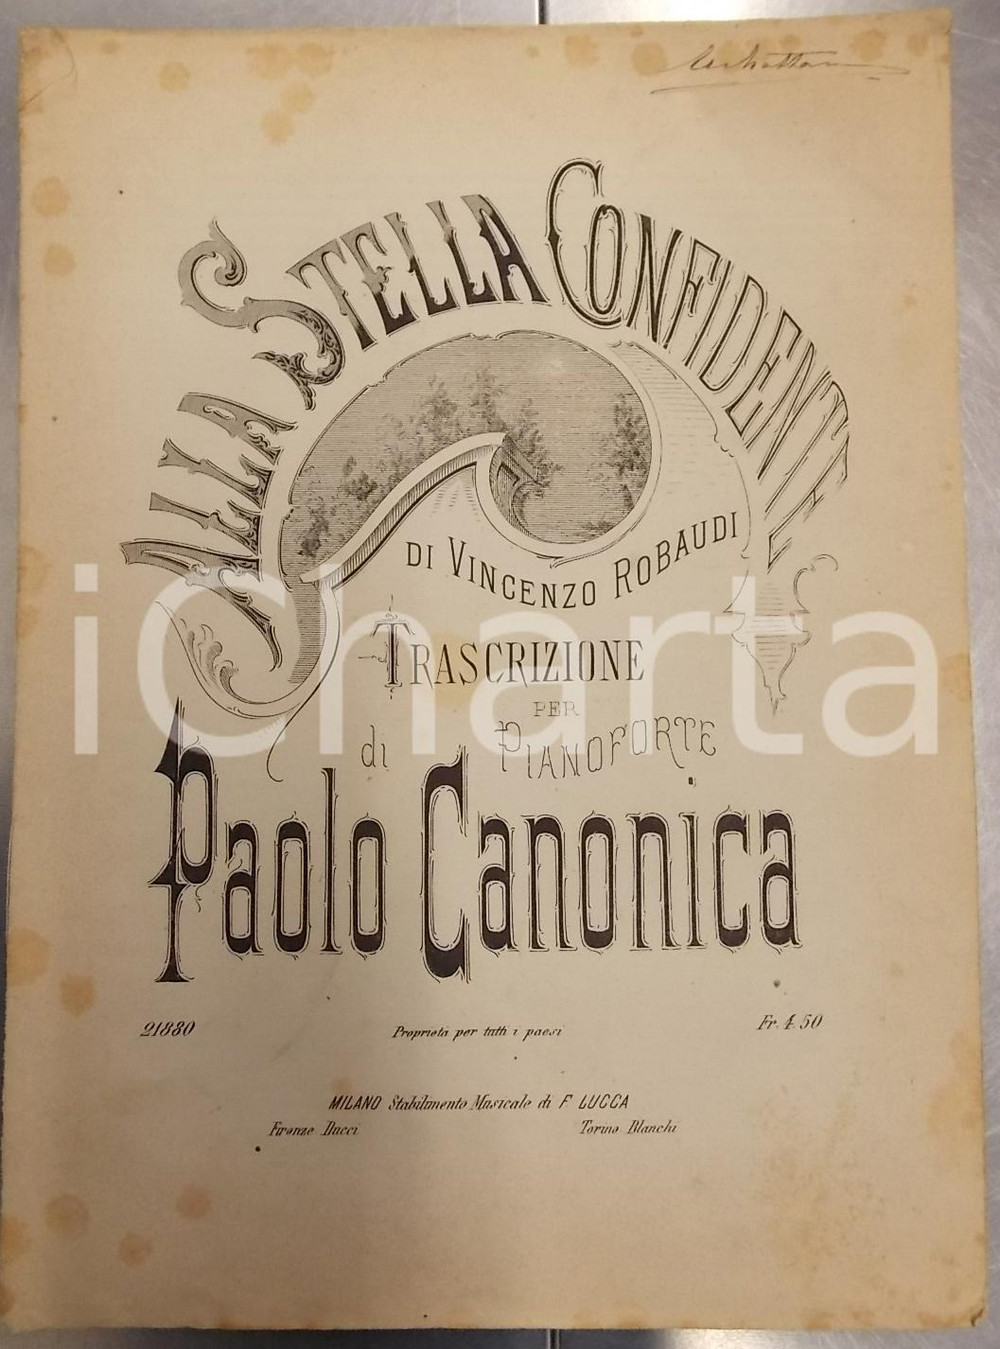 ALLA STELLA CONFIDENTE
DI VINCENZO ROBAUDI
TRASCRIZIONE
PER
di PIANOFORTE
Paolo Canonica
21880 Proprietà per tutti i paesi Fr. 4.50
MILANO Stabilimento Musicale di F. LUCCA
Firenze Ducci Torino Blanchi
iCharta